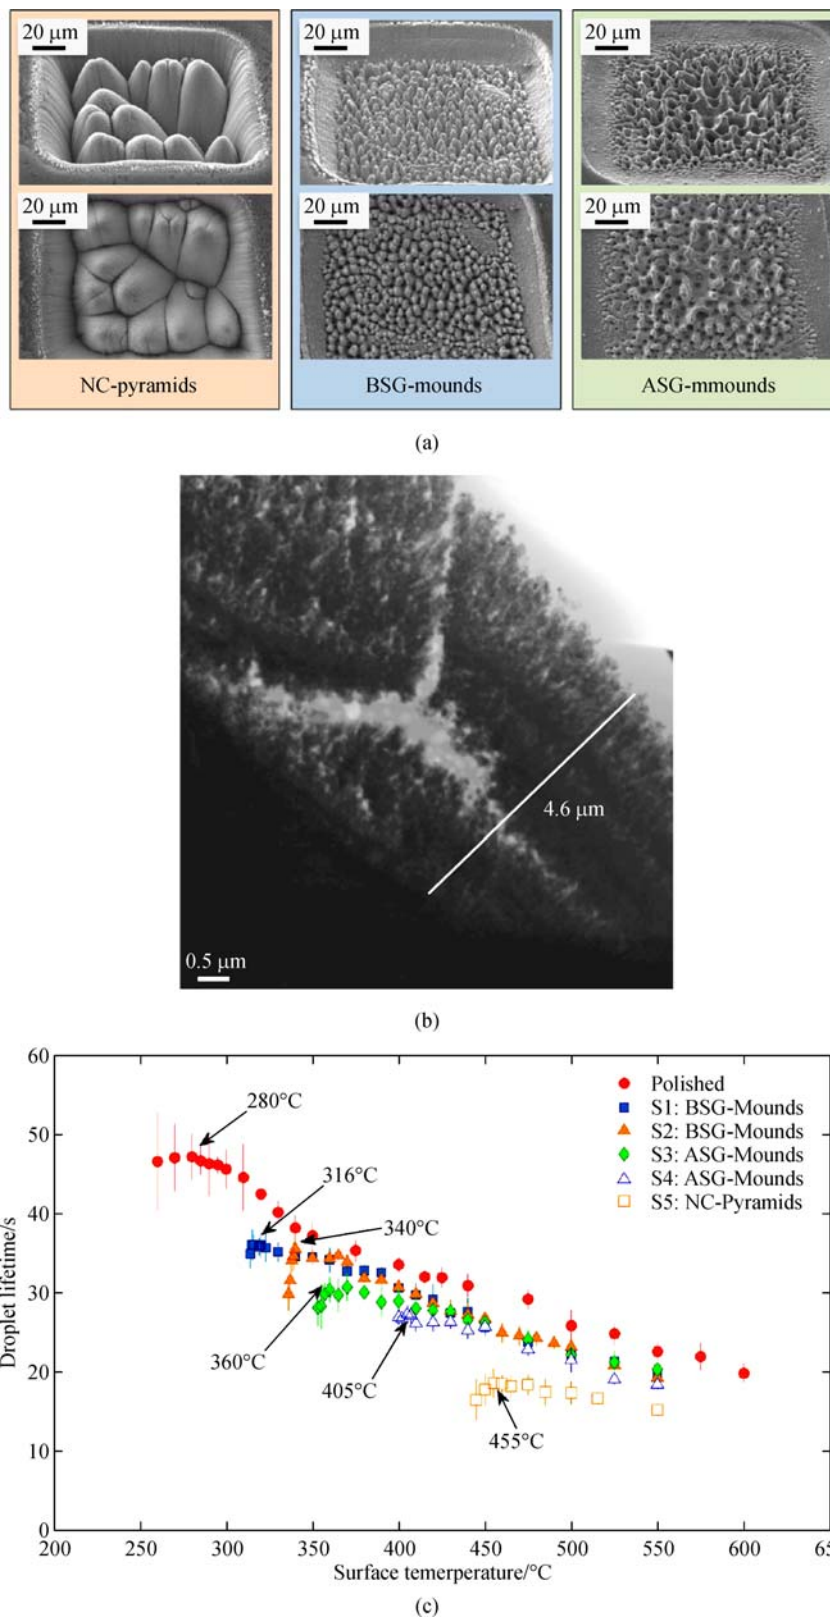 20 μm
20 μm
20 μm
20 μm
20 μm
20 μm
NC-pyramids
BSG-mounds
ASG-mmounds
(a)
4.6 μm
0.5 μm
(b)
60
50
40
30
20
10
0
Droplet lifetime/s
280°C
316°C
340°C
360°C
405°C
455°C
Polished
S1: BSG-Mounds
S2: BSG-Mounds
S3: ASG-Mounds
S4: ASG-Mounds
S5: NC-Pyramids
200 250 300 350 400 450 500 550 600 65
Surface temerperature/°C
(c)